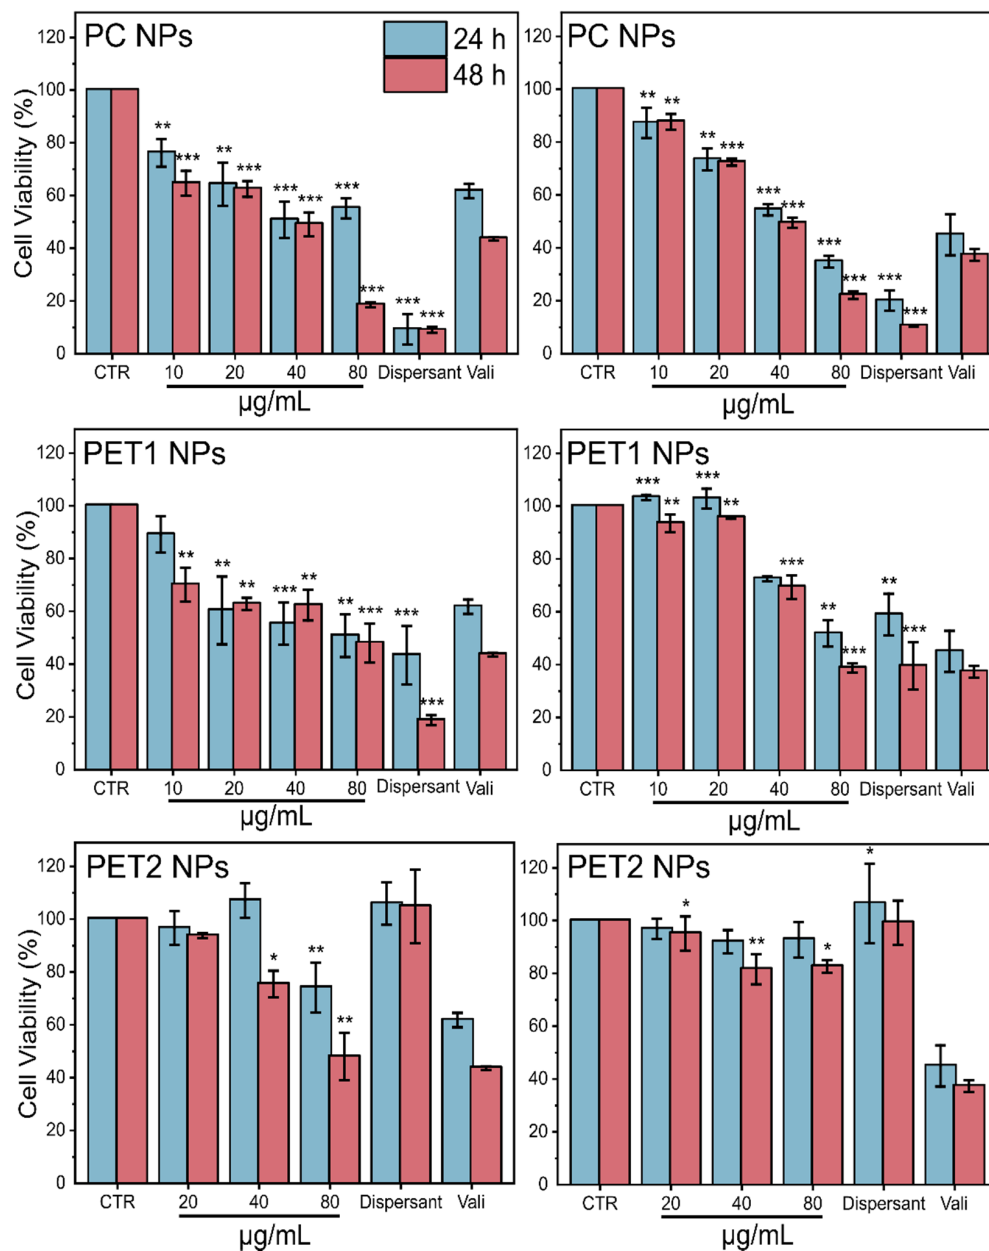 PC NPs
24 h
48 h
Cell Viability (%)
120
100
80
60
40
20
0
** *** ** *** *** *** *** *** *** ***
CTR 10 20 40 80 Dispersant Vali
µg/mL
PC NPs
120
100
80
60
40
20
0
** ** ** *** *** *** *** *** *** ***
CTR 10 20 40 80 Dispersant Vali
µg/mL
PET1 NPs
Cell Viability (%)
120
100
80
60
40
20
0
** ** ** *** ** ** *** *** ***
CTR 10 20 40 80 Dispersant Vali
µg/mL
PET1 NPs
120
100
80
60
40
20
0
*** ** *** ** *** ** *** ** ***
CTR 10 20 40 80 Dispersant Vali
µg/mL
PET2 NPs
Cell Viability (%)
120
100
80
60
40
20
0
* ** **
CTR 20 40 80 Dispersant Vali
µg/mL
PET2 NPs
120
100
80
60
40
20
0
* ** * *
CTR 20 40 80 Dispersant Vali
µg/mL